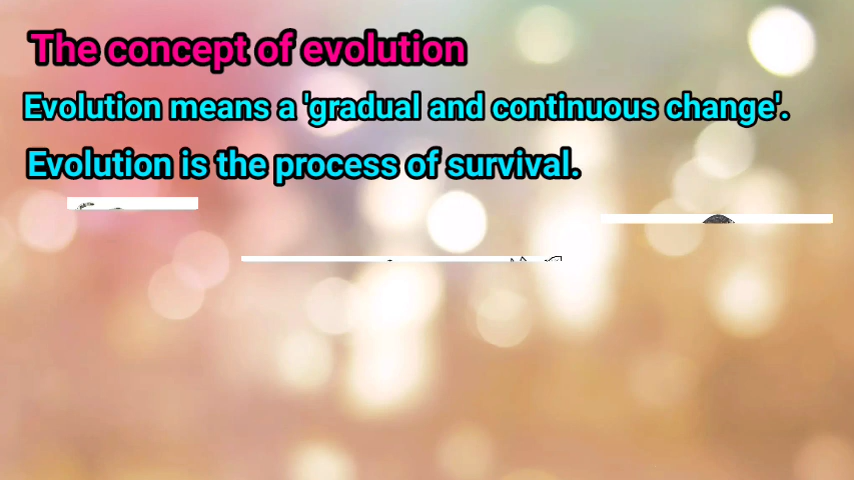 The concept of evolution
Evolution means a 'gradual and continuous change'.
Evolution is the process of survival.